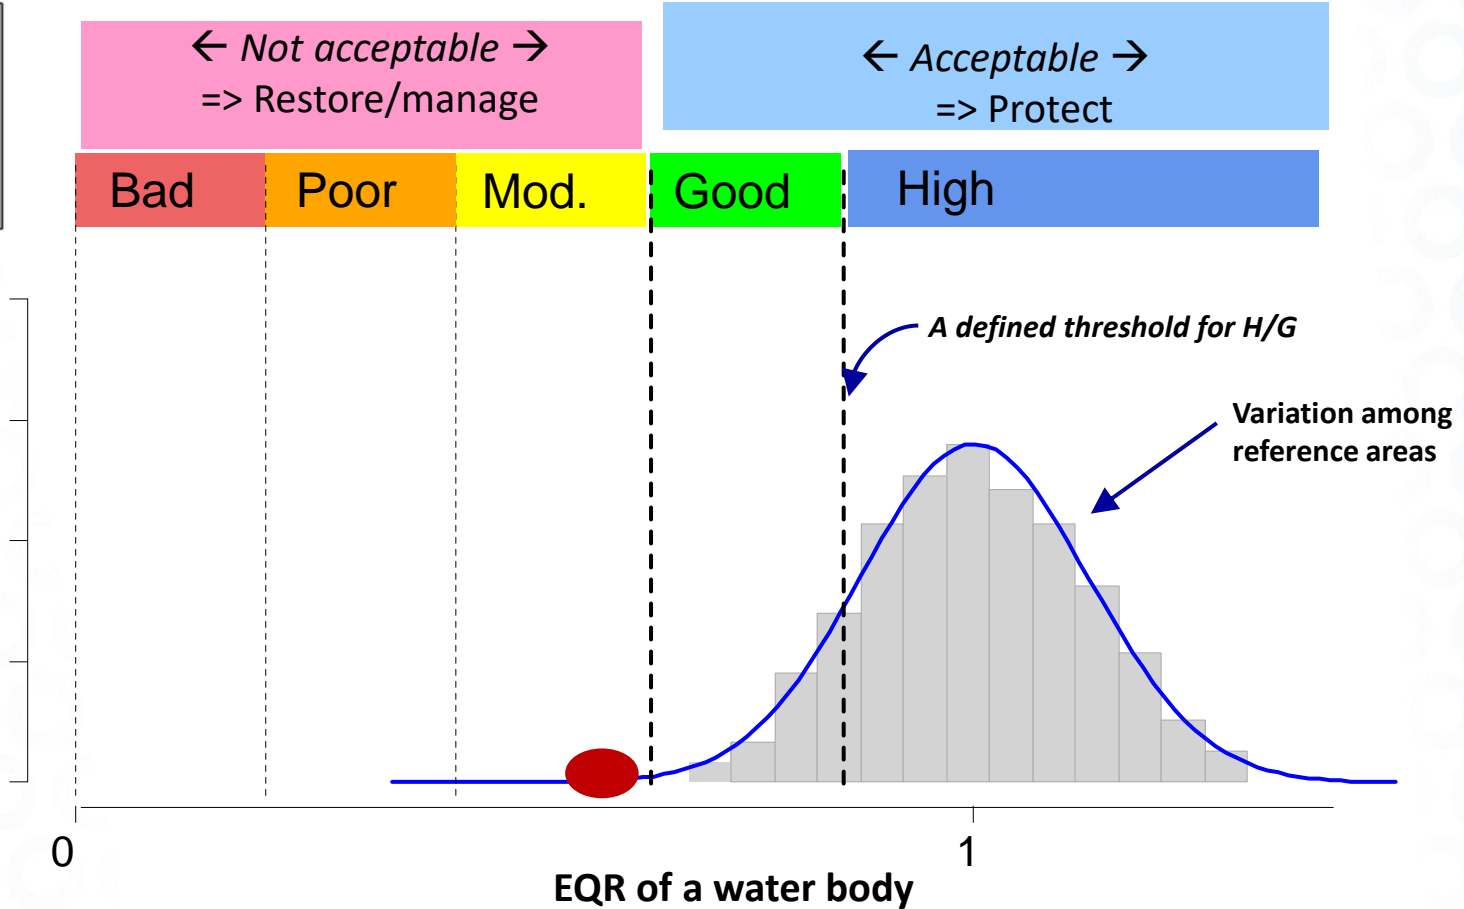 ← Not acceptable →
=> Restore/manage
← Acceptable →
=> Protect
Bad
Poor
Mod.
Good
High
A defined threshold for H/G
Variation among
reference areas
0
1
EQR of a water body